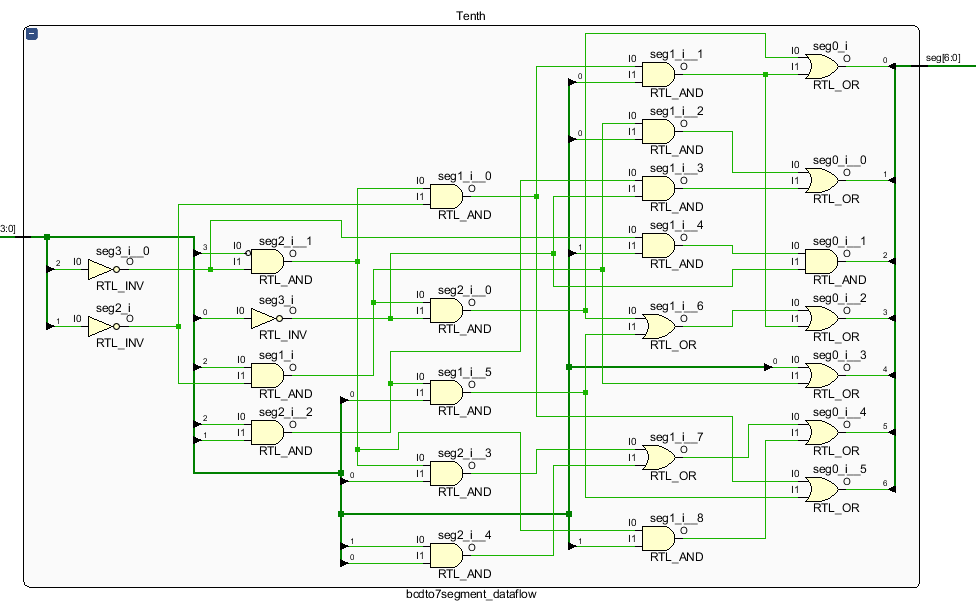 Tenth
seg[6:0]
3:0]
seg3_i__0
2 I0 O
RTL_INV
seg2_i
1 I0 O
RTL_INV
3 I0 seg2_i__1
I1 O
RTL_AND
seg3_i
0 I0 O
RTL_INV
seg1_i
2 I0 O
I1
RTL_AND
seg2_i__2
2 I0 O
1 I1
RTL_AND
seg1_i__0
I0 O
I1
RTL_AND
seg2_i__0
I0 O
I1
RTL_AND
seg1_i__5
I0 O
0 I1
RTL_AND
seg2_i__3
I0 O
0 I1
RTL_AND
seg2_i__4
1 I0 O
0 I1
RTL_AND
seg1_i__1
I0 O
0 I1
RTL_AND
seg1_i__2
I0 O
0 I1
RTL_AND
seg1_i__3
I0 O
I1
RTL_AND
seg1_i__4
I0 O
1 I1
RTL_AND
seg1_i__6
I0 O
I1
RTL_OR
seg1_i__7
I0 O
I1
RTL_OR
seg1_i__8
I0 O
1 I1
RTL_AND
seg0_i
I0 O 0
I1
RTL_OR
seg0_i__0
I0 O 1
I1
RTL_OR
seg0_i__1
I0 O 2
I1
RTL_AND
seg0_i__2
I0 O 3
I1
RTL_OR
seg0_i__3
0 I0 O 4
I1
RTL_OR
seg0_i__4
I0 O 5
I1
RTL_OR
seg0_i__5
I0 O 6
I1
RTL_OR
bcdto7segment_dataflow